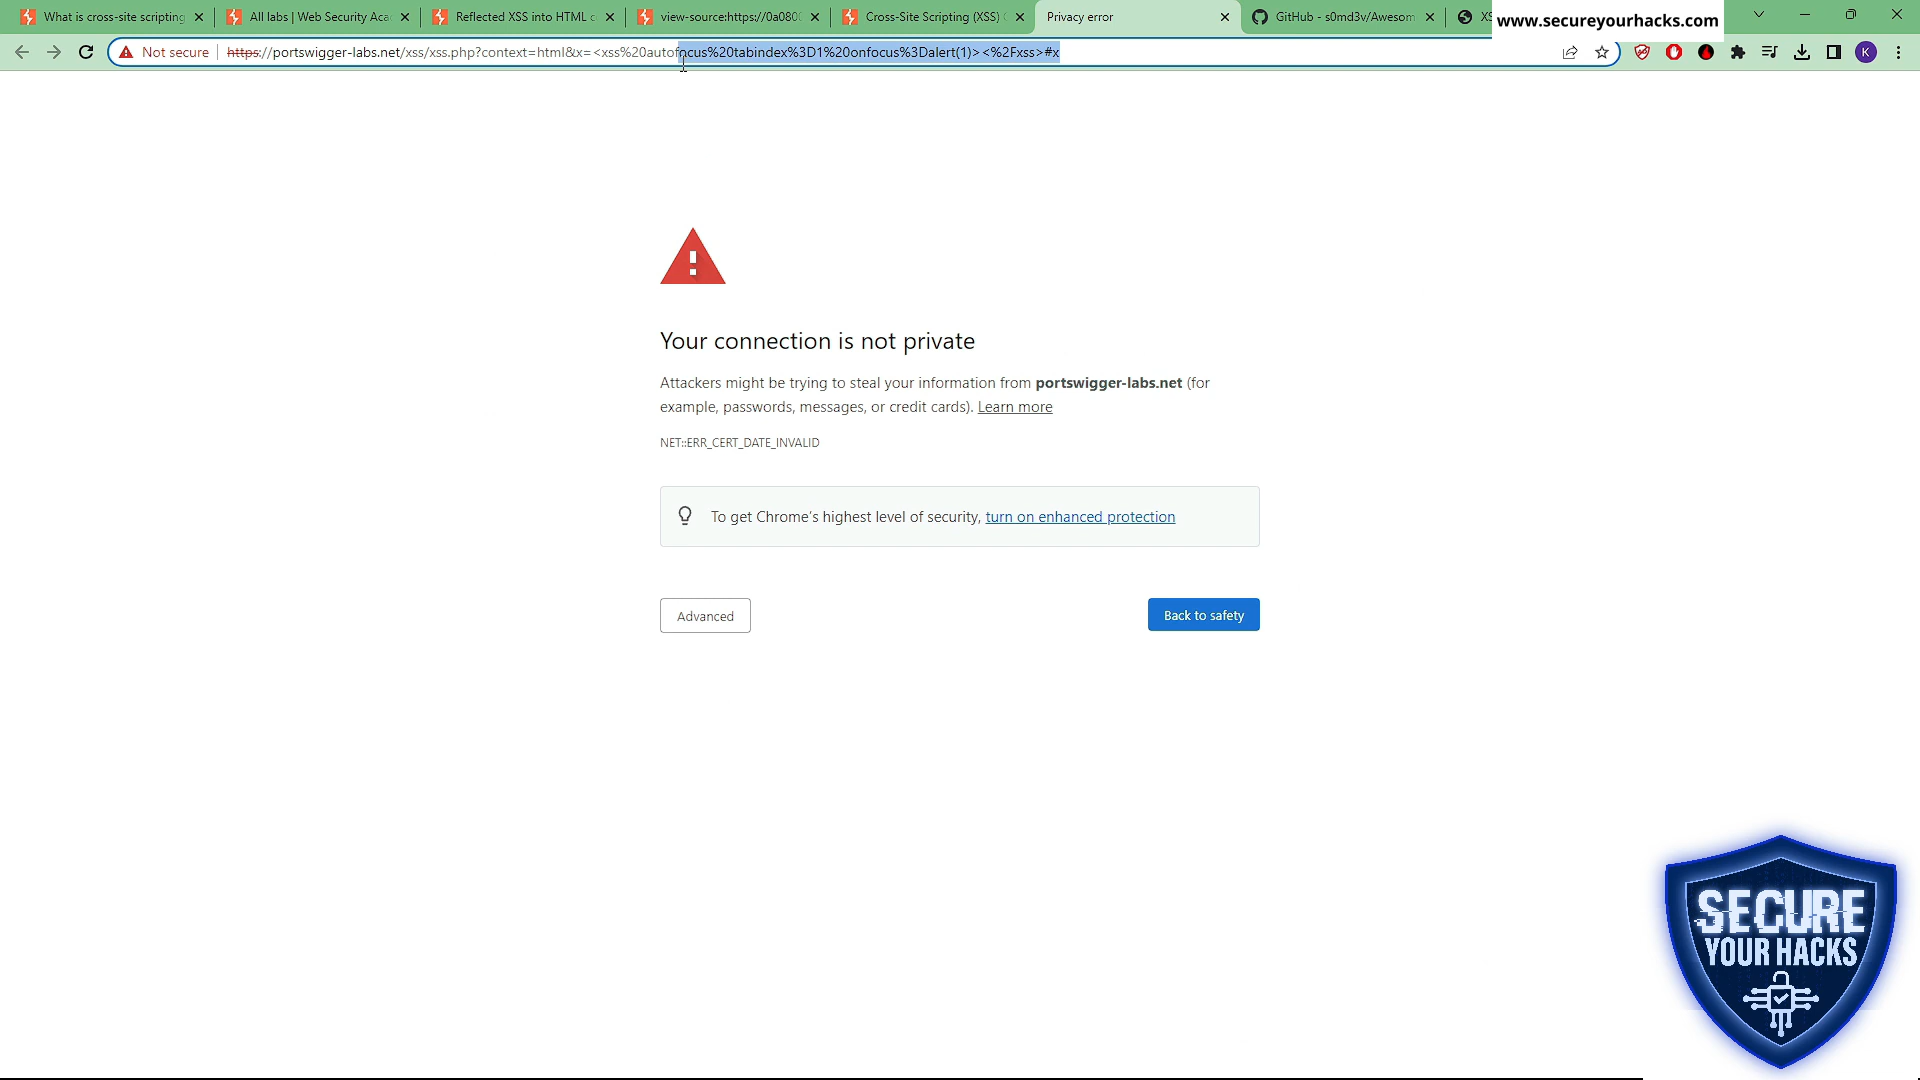 What is cross-site scripting
All labs | Web Security Aca
Reflected XSS into HTML c
view-source:https://0a080
Cross-Site Scripting (XSS)
Privacy error
GitHub - s0md3v/Awesom
XS
www.secureyourhacks.com
Not secure
https://portswigger-labs.net/xss/xss.php?context=html&x=<xss%20autofocus%20tabindex%3D1%20onfocus%3Dalert(1)><%2Fxss>#x
K
Your connection is not private
Attackers might be trying to steal your information from portswigger-labs.net (for
example, passwords, messages, or credit cards). Learn more
NET::ERR_CERT_DATE_INVALID
To get Chrome's highest level of security, turn on enhanced protection
Advanced
Back to safety
SECURE
YOUR HACKS